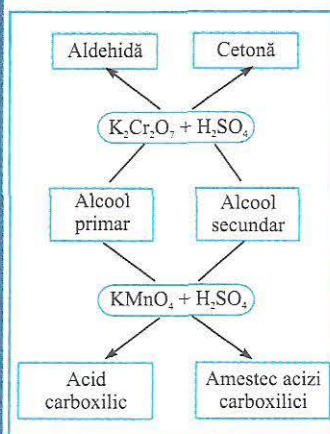 Aldehidă
Cetonă
K₂Cr₂O₇ + H₂SO₄
Alcool
primar
Alcool
secundar
KMnO₄ + H₂SO₄
Acid
carboxilic
Amestec acizi
carboxilici